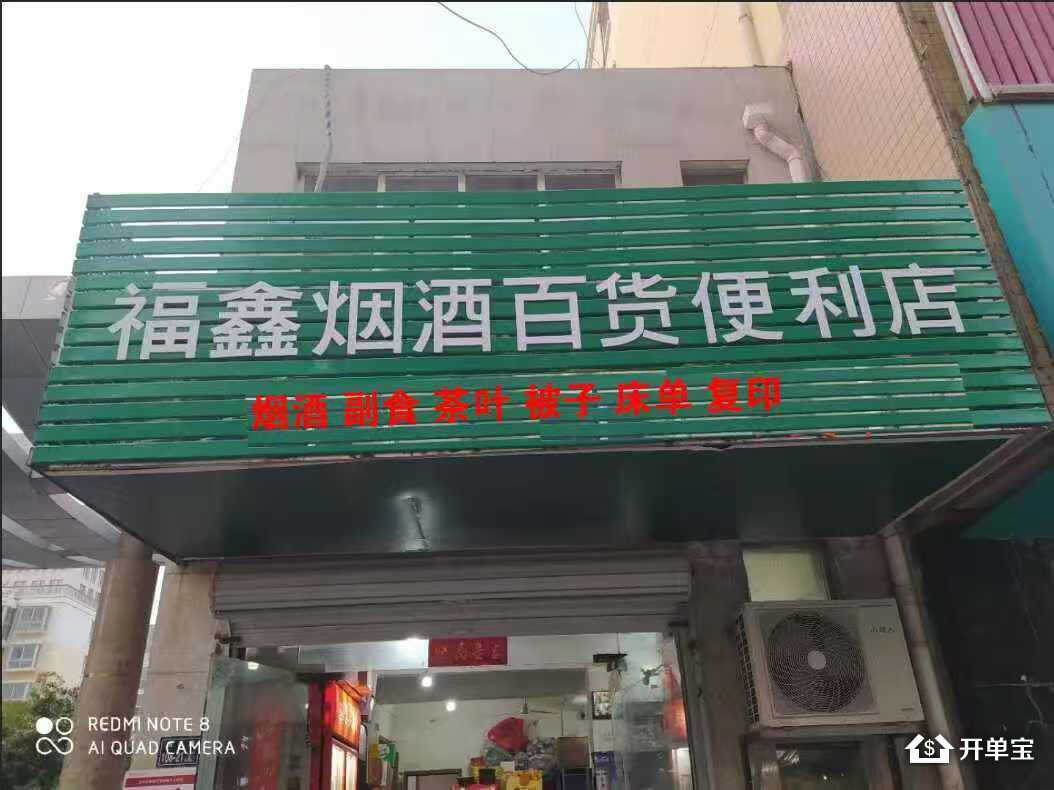 福鑫烟酒百货便利店
烟酒 副食 茶叶 被子 床单 复印
REDMI NOTE 8
AI QUAD CAMERA
开单宝